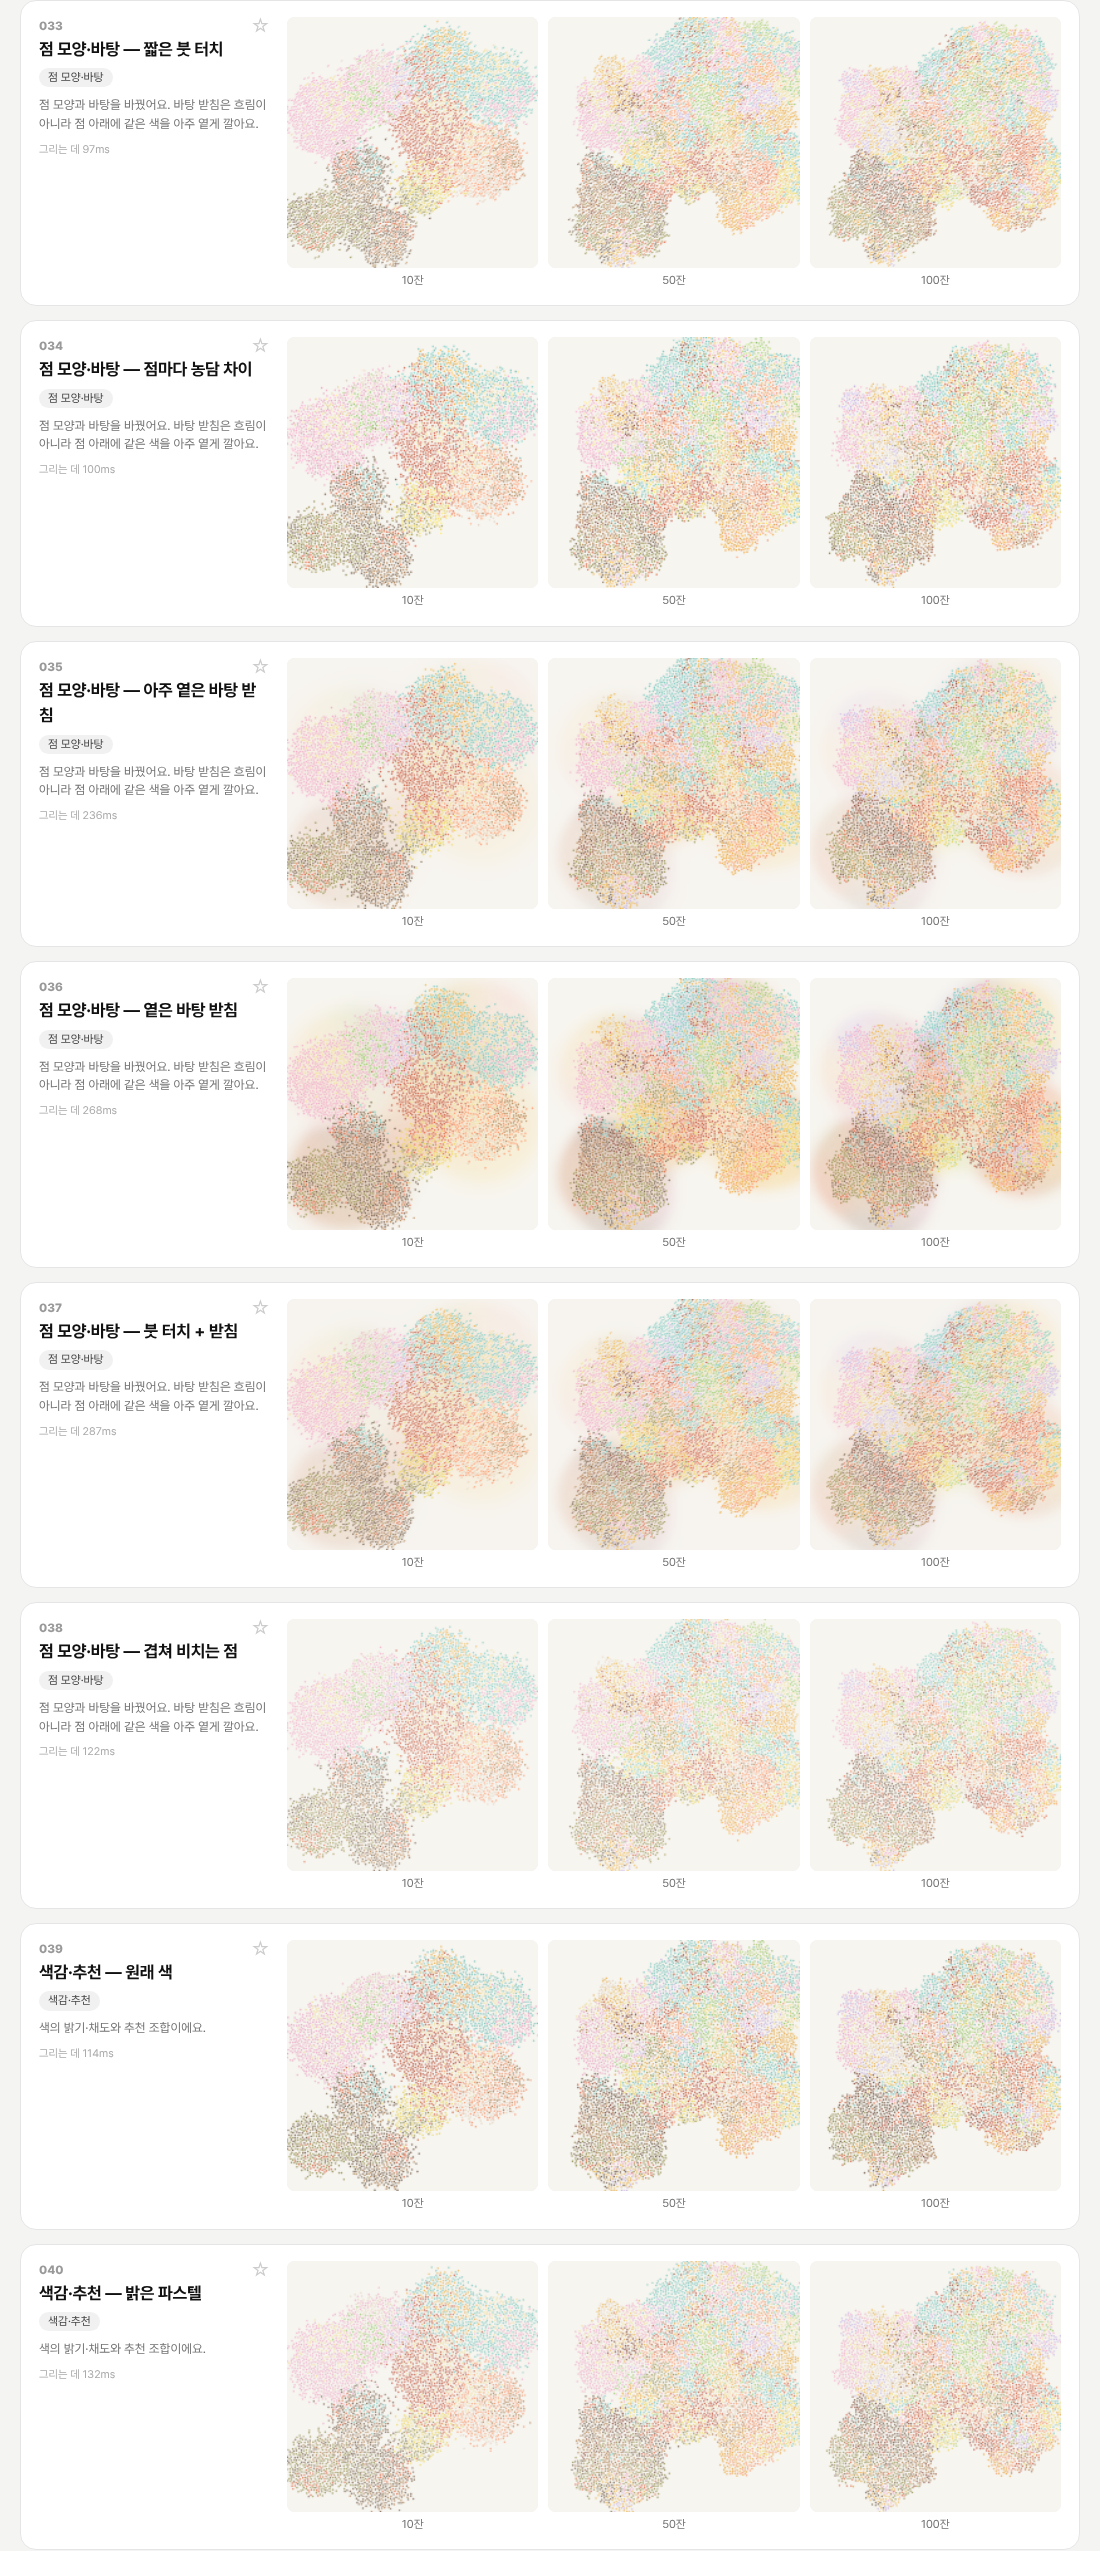 033
☆
점 모양·바탕 — 짧은 붓 터치
점 모양·바탕
점 모양과 바탕을 바꿨어요. 바탕 받침은 흐림이
아니라 점 아래에 같은 색을 아주 옅게 깔아요.
그리는 데 97ms
10잔
50잔
100잔
034
☆
점 모양·바탕 — 점마다 농담 차이
점 모양·바탕
점 모양과 바탕을 바꿨어요. 바탕 받침은 흐림이
아니라 점 아래에 같은 색을 아주 옅게 깔아요.
그리는 데 100ms
10잔
50잔
100잔
035
☆
점 모양·바탕 — 아주 옅은 바탕 받
침
점 모양·바탕
점 모양과 바탕을 바꿨어요. 바탕 받침은 흐림이
아니라 점 아래에 같은 색을 아주 옅게 깔아요.
그리는 데 236ms
10잔
50잔
100잔
036
☆
점 모양·바탕 — 옅은 바탕 받침
점 모양·바탕
점 모양과 바탕을 바꿨어요. 바탕 받침은 흐림이
아니라 점 아래에 같은 색을 아주 옅게 깔아요.
그리는 데 268ms
10잔
50잔
100잔
037
☆
점 모양·바탕 — 붓 터치 + 받침
점 모양·바탕
점 모양과 바탕을 바꿨어요. 바탕 받침은 흐림이
아니라 점 아래에 같은 색을 아주 옅게 깔아요.
그리는 데 287ms
10잔
50잔
100잔
038
☆
점 모양·바탕 — 겹쳐 비치는 점
점 모양·바탕
점 모양과 바탕을 바꿨어요. 바탕 받침은 흐림이
아니라 점 아래에 같은 색을 아주 옅게 깔아요.
그리는 데 122ms
10잔
50잔
100잔
039
☆
색감·추천 — 원래 색
색감·추천
색의 밝기·채도와 추천 조합이에요.
그리는 데 114ms
10잔
50잔
100잔
040
☆
색감·추천 — 밝은 파스텔
색감·추천
색의 밝기·채도와 추천 조합이에요.
그리는 데 132ms
10잔
50잔
100잔